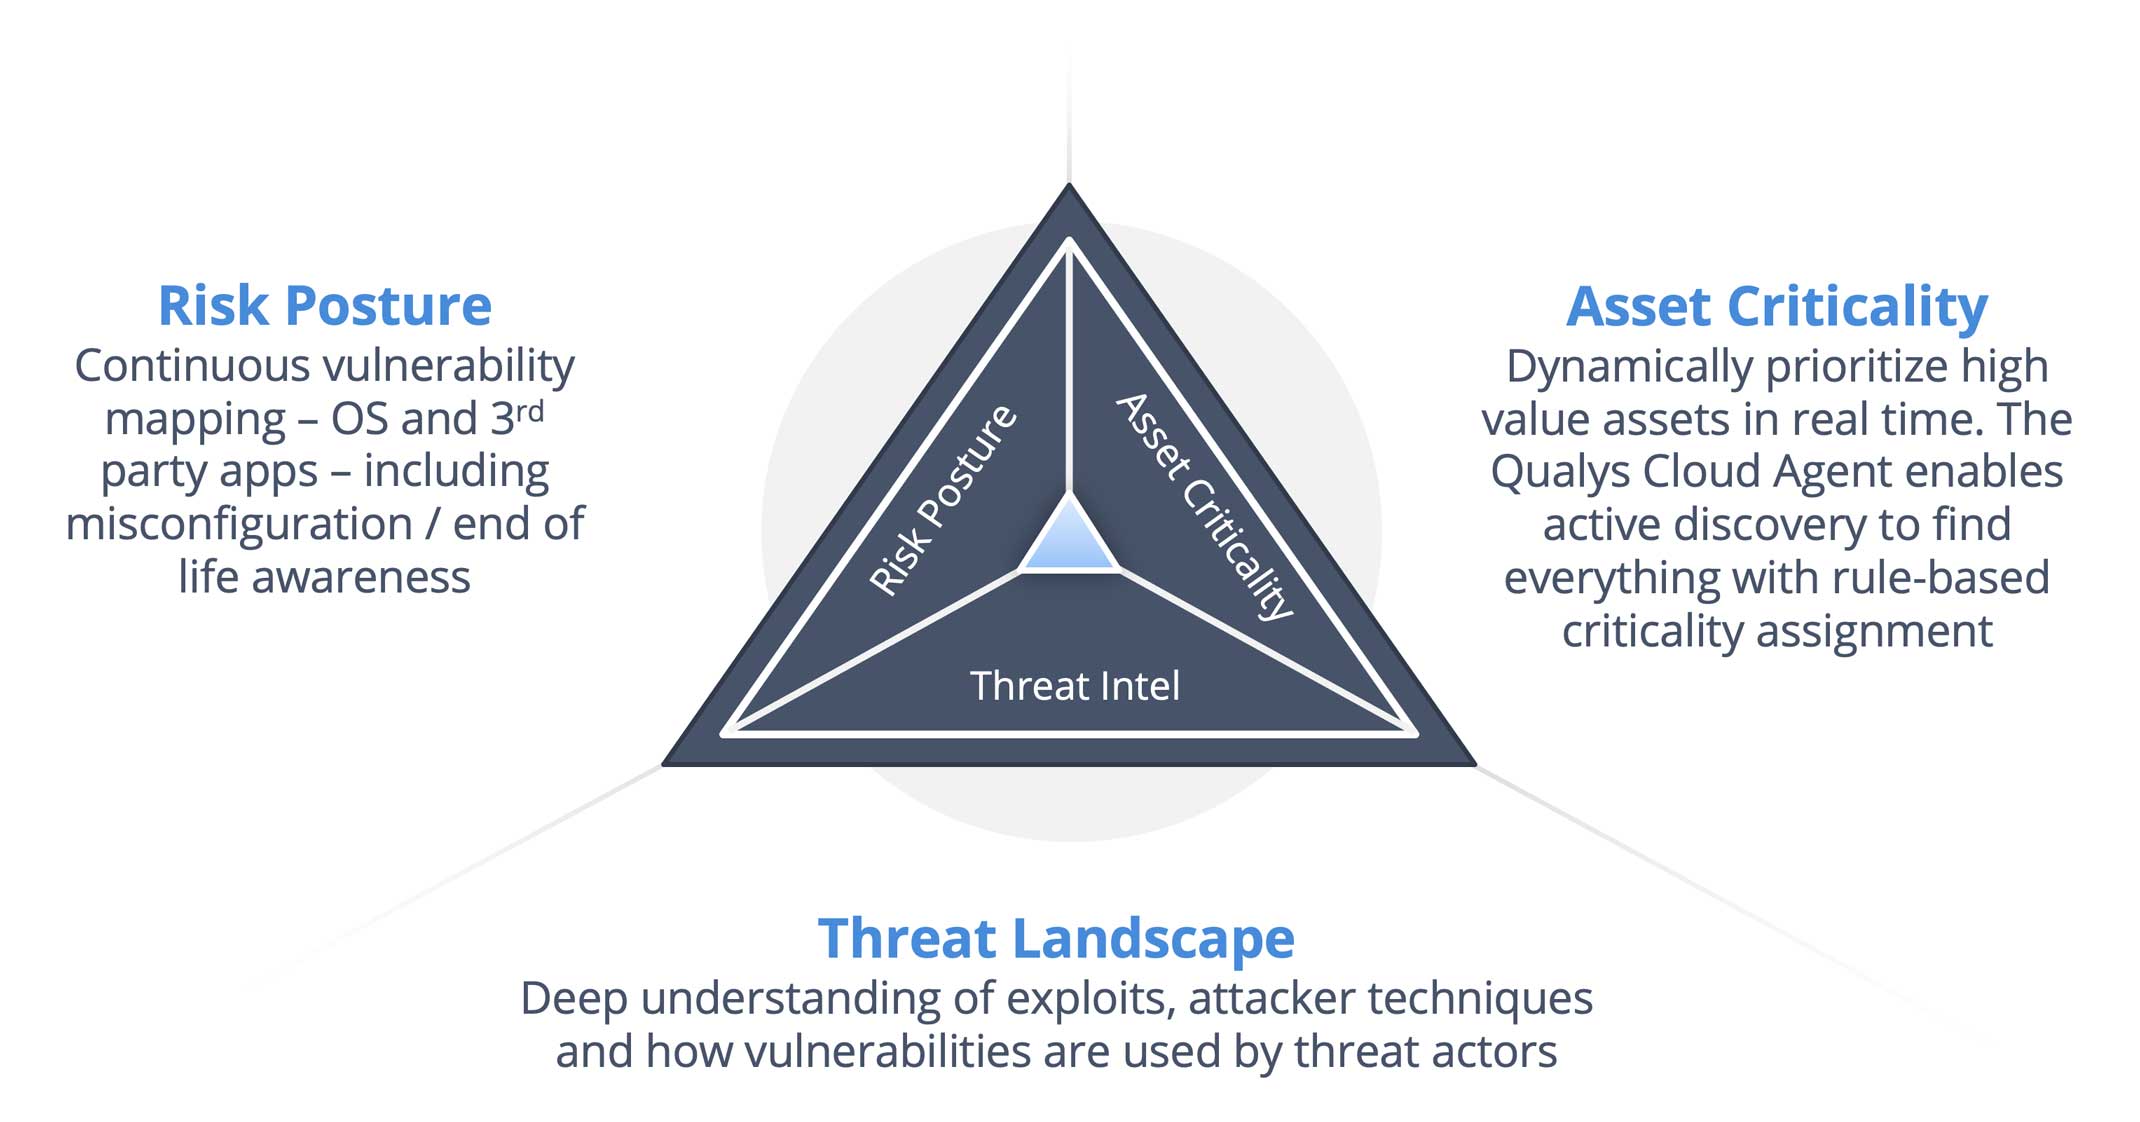 Risk Posture
Continuous vulnerability
mapping – OS and 3rd
party apps – including
misconfiguration / end of
life awareness
Risk Posture
Asset Criticality
Threat Intel
Asset Criticality
Dynamically prioritize high
value assets in real time. The
Qualys Cloud Agent enables
active discovery to find
everything with rule-based
criticality assignment
Threat Landscape
Deep understanding of exploits, attacker techniques
and how vulnerabilities are used by threat actors